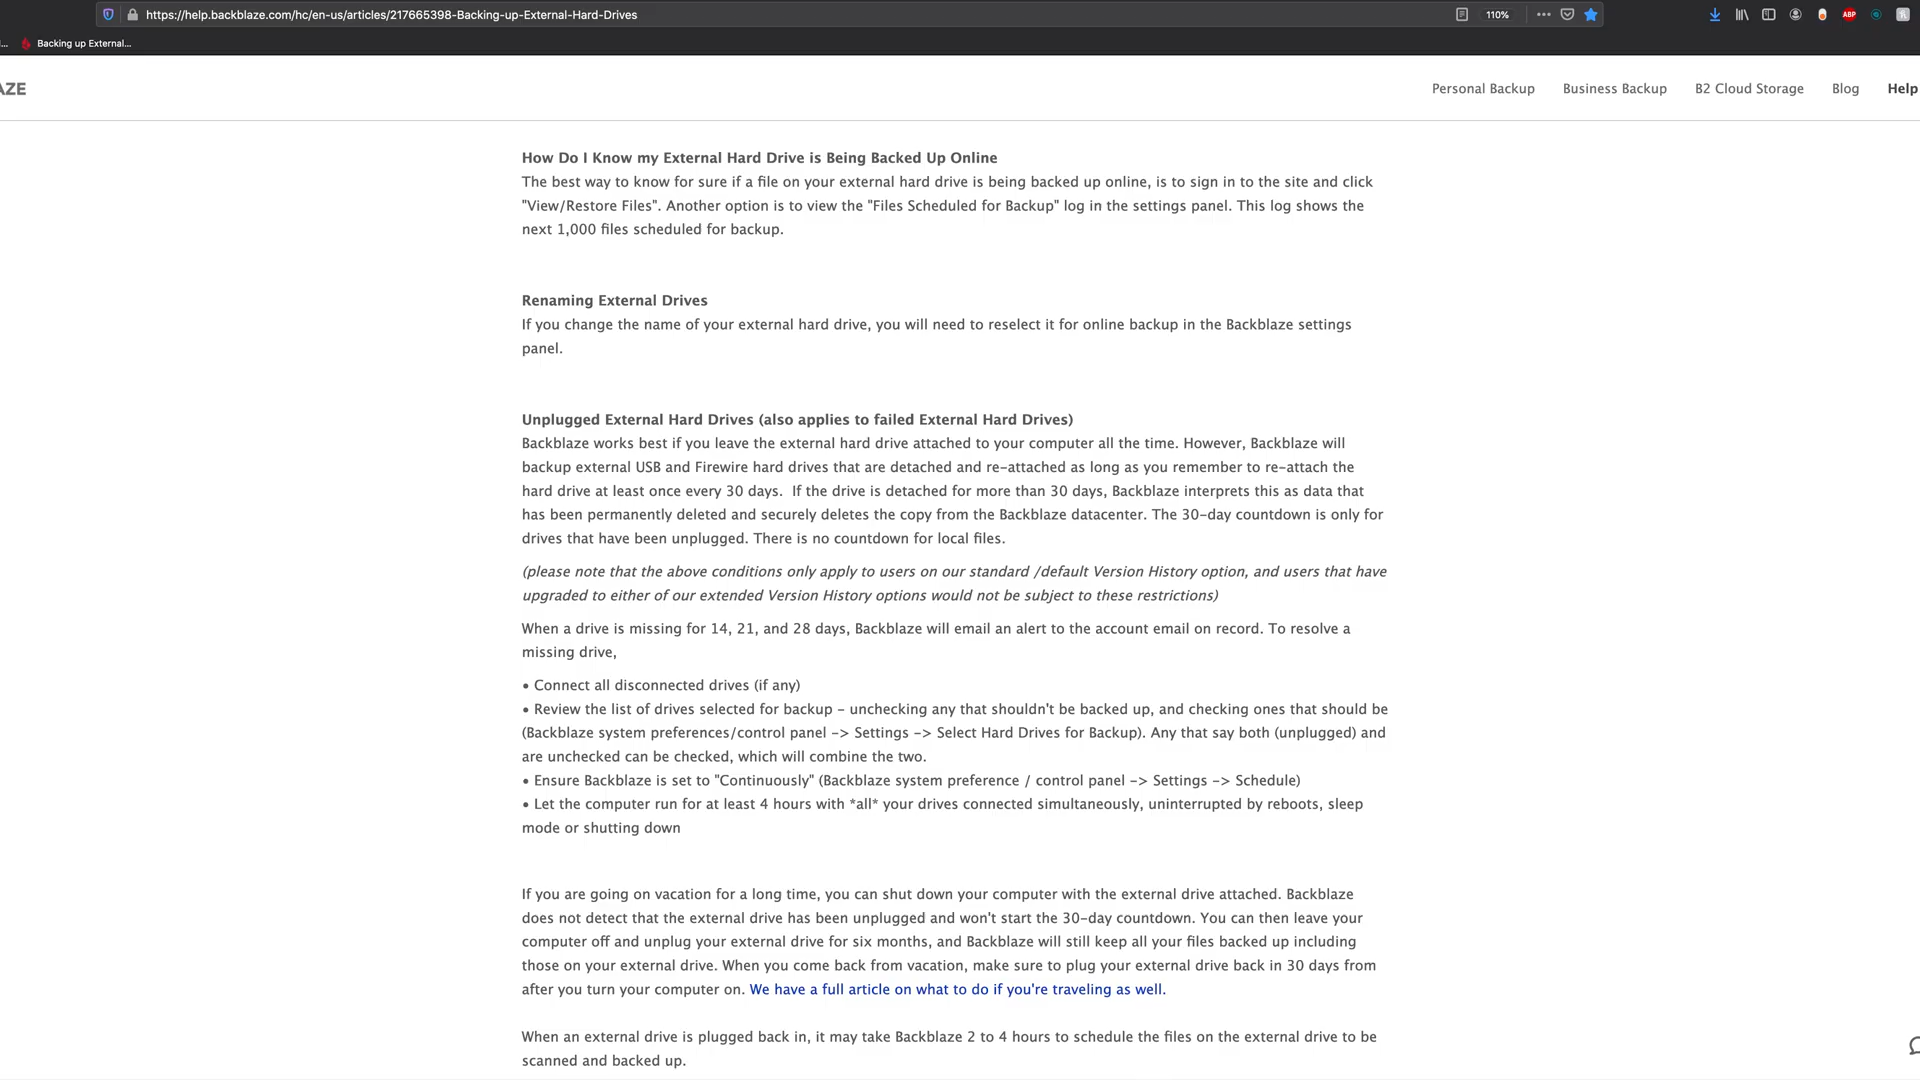 https://help.backblaze.com/hc/en-us/articles/217665398-Backing-up-External-Hard-Drives
110%
ABP
Backing up External...
AZE
Personal Backup
Business Backup
B2 Cloud Storage
Blog
Help
How Do I Know my External Hard Drive is Being Backed Up Online
The best way to know for sure if a file on your external hard drive is being backed up online, is to sign in to the site and click
"View/Restore Files". Another option is to view the "Files Scheduled for Backup" log in the settings panel. This log shows the
next 1,000 files scheduled for backup.
Renaming External Drives
If you change the name of your external hard drive, you will need to reselect it for online backup in the Backblaze settings
panel.
Unplugged External Hard Drives (also applies to failed External Hard Drives)
Backblaze works best if you leave the external hard drive attached to your computer all the time. However, Backblaze will
backup external USB and Firewire hard drives that are detached and re-attached as long as you remember to re-attach the
hard drive at least once every 30 days.  If the drive is detached for more than 30 days, Backblaze interprets this as data that
has been permanently deleted and securely deletes the copy from the Backblaze datacenter. The 30-day countdown is only for
drives that have been unplugged. There is no countdown for local files.
(please note that the above conditions only apply to users on our standard /default Version History option, and users that have
upgraded to either of our extended Version History options would not be subject to these restrictions)
When a drive is missing for 14, 21, and 28 days, Backblaze will email an alert to the account email on record. To resolve a
missing drive,
• Connect all disconnected drives (if any)
• Review the list of drives selected for backup - unchecking any that shouldn't be backed up, and checking ones that should be
(Backblaze system preferences/control panel -> Settings -> Select Hard Drives for Backup). Any that say both (unplugged) and
are unchecked can be checked, which will combine the two.
• Ensure Backblaze is set to "Continuously" (Backblaze system preference / control panel -> Settings -> Schedule)
• Let the computer run for at least 4 hours with *all* your drives connected simultaneously, uninterrupted by reboots, sleep
mode or shutting down
If you are going on vacation for a long time, you can shut down your computer with the external drive attached. Backblaze
does not detect that the external drive has been unplugged and won't start the 30-day countdown. You can then leave your
computer off and unplug your external drive for six months, and Backblaze will still keep all your files backed up including
those on your external drive. When you come back from vacation, make sure to plug your external drive back in 30 days from
after you turn your computer on. We have a full article on what to do if you're traveling as well.
When an external drive is plugged back in, it may take Backblaze 2 to 4 hours to schedule the files on the external drive to be
scanned and backed up.